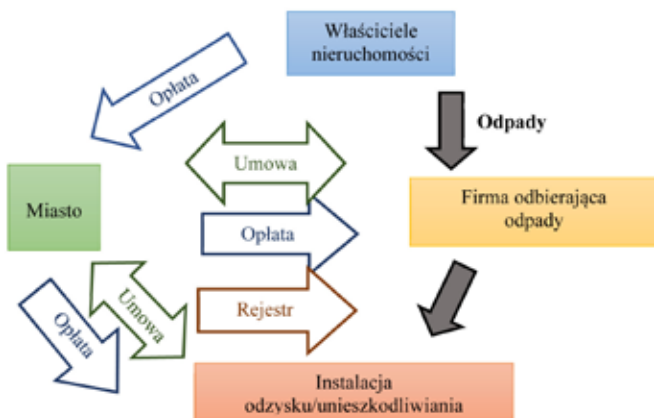 Właściciele
nieruchomości
Opłata
Odpady
Umowa
Miasto
Firma odbierająca
odpady
Opłata
Umowa
Opłata
Rejestr
Instalacja
odzysku/unieszkodliwiania